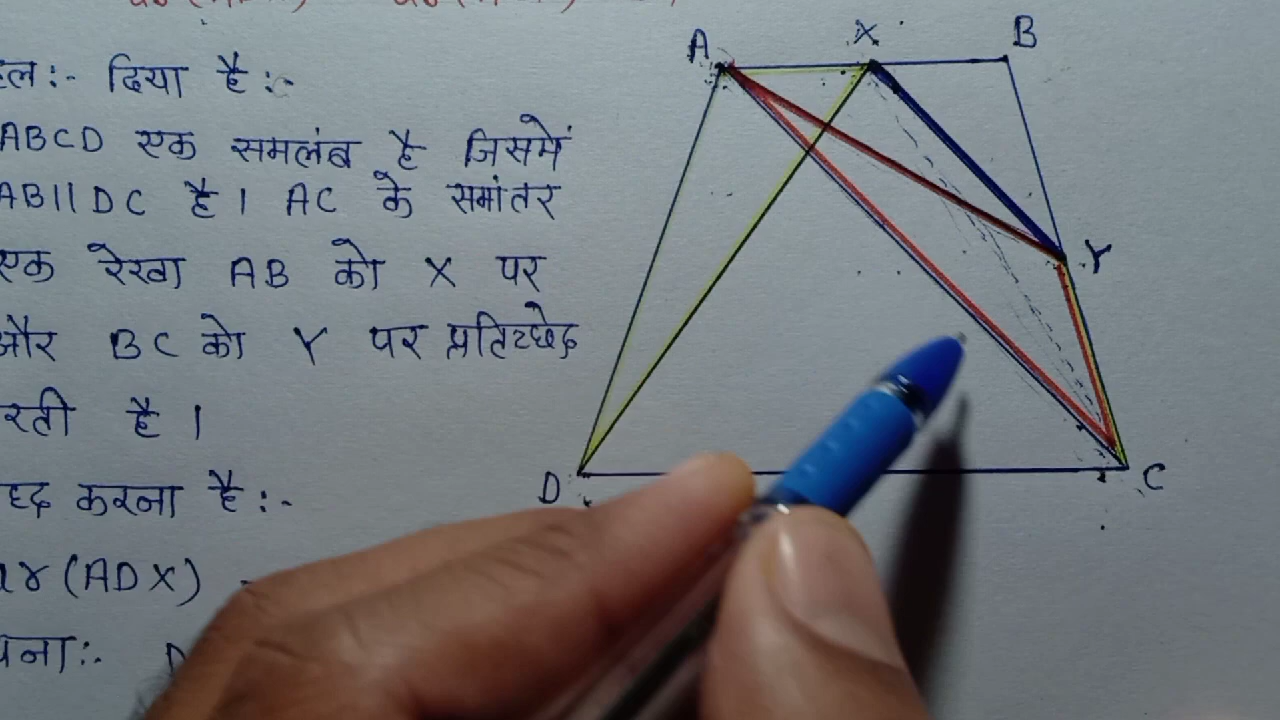 दिया है :-
ABCD एक समलंब है जिसमें
AB||DC है। AC के समांतर
एक रेखा AB को X पर
और BC को Y पर प्रतिच्छेद
रती है।
करना है :-
(ADX)
A
X
B
Y
D
C